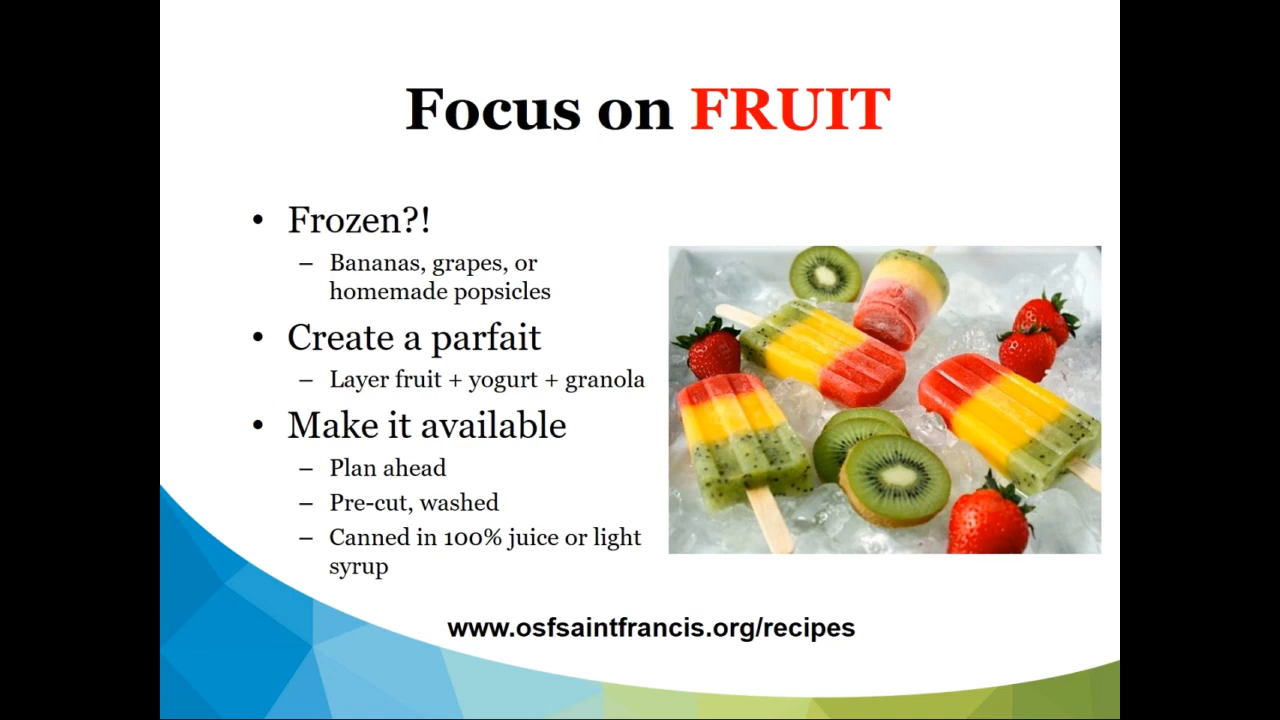 Focus on FRUIT
• Frozen?!
– Bananas, grapes, or
homemade popsicles
• Create a parfait
– Layer fruit + yogurt + granola
• Make it available
– Plan ahead
– Pre-cut, washed
– Canned in 100% juice or light
syrup
www.osfsaintfrancis.org/recipes